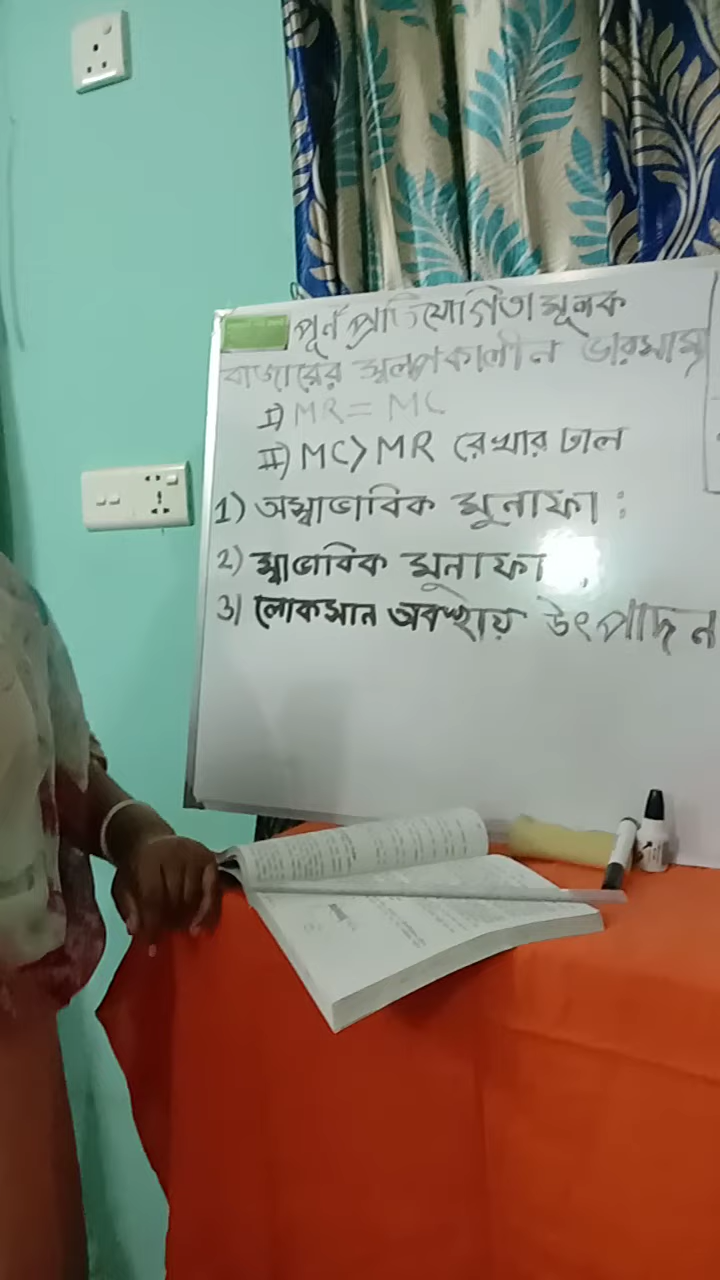 পূর্ন প্রতিযোগিতা মূলক
বাজারের স্বল্পকালীন ভারসাম্য
I) MR = MC
II) MC>MR রেখার ঢাল
1) অস্বাভাবিক মুনাফা :
2) স্বাভাবিক মুনাফা :
3) লোকসান অবস্থায় উৎপাদন